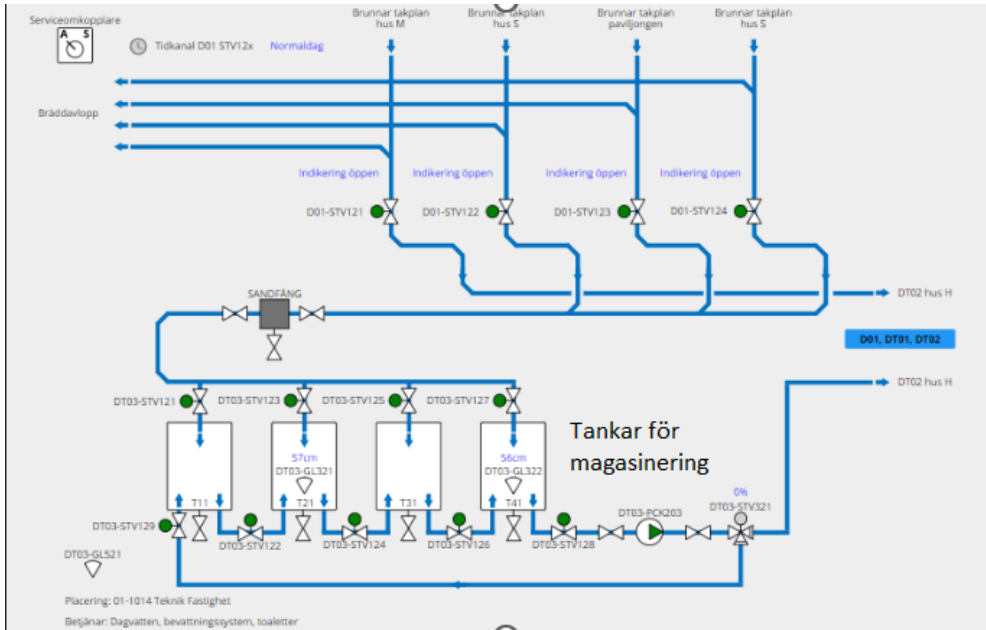 Serviceomkopplare
A S
Tidkanal D01 STV12x
Normaldag
Brunnar takplan
hus M
Brunnar takplan
hus S
Brunnar takplan
paviljongen
Brunnar takplan
hus S
Bräddavlopp
Indikering öppen
Indikering öppen
Indikering öppen
Indikering öppen
D01-STV121
D01-STV122
D01-STV123
D01-STV124
SANDFÅNG
DT02 hus H
D01, DT01, DT02
DT02 hus H
DT03-STV121
DT03-STV123
DT03-STV125
DT03-STV127
Tankar för
magasinering
57cm
DT03-GL321
56cm
DT03-GL322
T11
T21
T31
T41
0%
DT03-STV321
DT03-PCK203
DT03-STV129
DT03-STV122
DT03-STV124
DT03-STV126
DT03-STV128
DT03-GL521
Placering: 01-1014 Teknik Fastighet
Betjänar: Dagvatten, bevattningssystem, toaletter